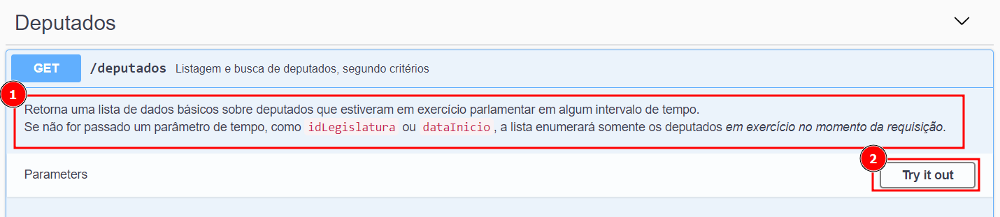 Deputados
GET /deputados Listagem e busca de deputados, segundo critérios
1
Retorna uma lista de dados básicos sobre deputados que estiveram em exercício parlamentar em algum intervalo de tempo.
Se não for passado um parâmetro de tempo, como idLegislatura ou dataInicio, a lista enumerará somente os deputados em exercício no momento da requisição.
2
Parameters Try it out